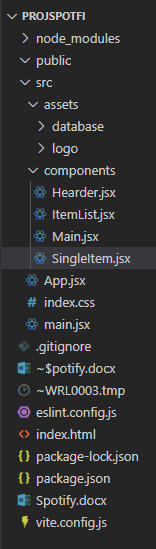 PROJSPOTFI
node_modules
public
src
assets
database
logo
components
Hearder.jsx
ItemList.jsx
Main.jsx
SingleItem.jsx
App.jsx
index.css
main.jsx
.gitignore
~$potify.docx
~WRL0003.tmp
eslint.config.js
index.html
package-lock.json
package.json
Spotify.docx
vite.config.js